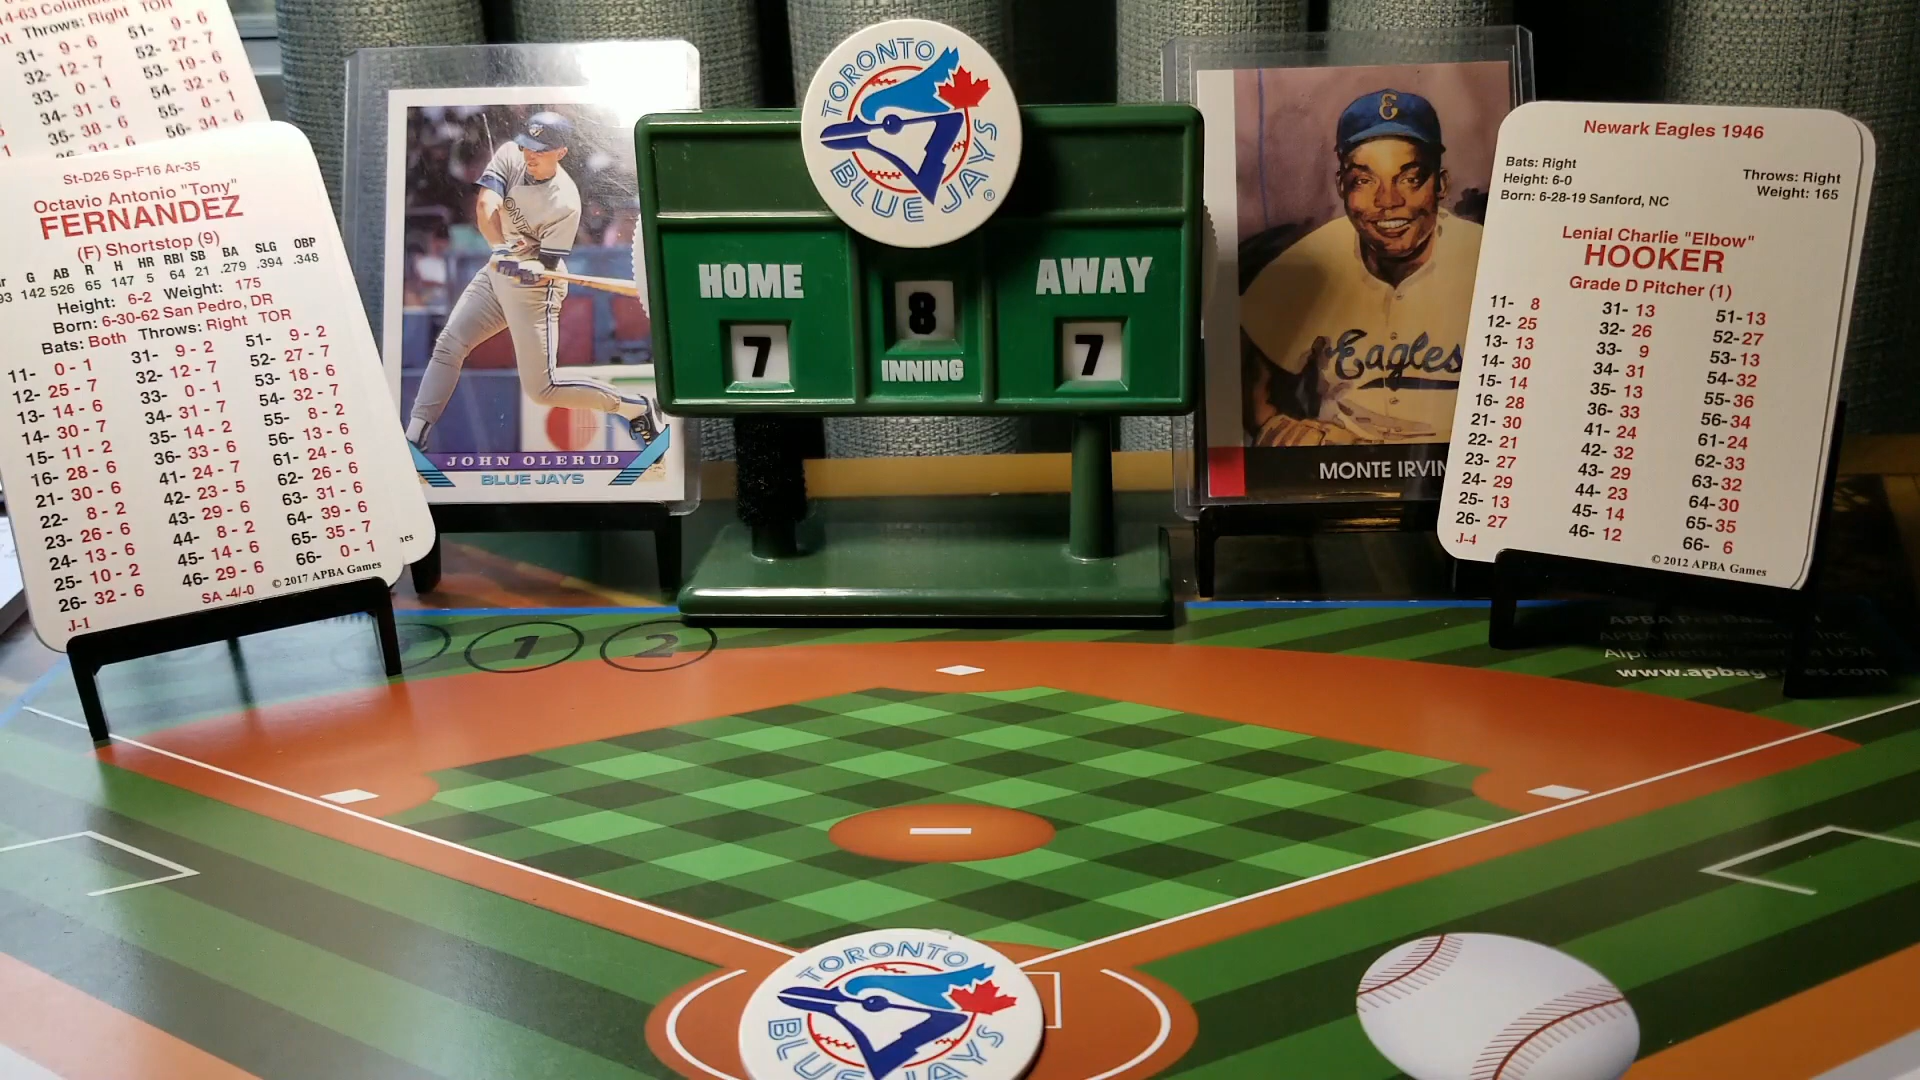 14-63 Columbus
Throws: Right TOR
31- 9 - 6
32- 12 - 7
33- 0 - 1
34- 31 - 6
35- 38 - 6
33 - 6
51- 9 - 6
52- 27 - 7
53- 19 - 6
54- 32 - 6
55- 8 - 1
56- 34 - 6
St-D26 Sp-F16 Ar-35
Octavio Antonio "Tony"
FERNANDEZ
(F) Shortstop (9)
G AB R H HR RBI SB BA SLG OBP
93 142 526 65 147 5 64 21 .279 .394 .348
Height: 6-2 Weight: 175
Born: 6-30-62 San Pedro, DR
Bats: Both Throws: Right TOR
11- 0 - 1
12- 25 - 7
13- 14 - 6
14- 30 - 7
15- 11 - 2
16- 28 - 6
21- 30 - 6
22- 8 - 2
23- 26 - 6
24- 13 - 6
25- 10 - 2
26- 32 - 6
31- 9 - 2
32- 12 - 7
33- 0 - 1
34- 31 - 7
35- 14 - 2
36- 33 - 6
41- 24 - 7
42- 23 - 5
43- 29 - 6
44- 8 - 2
45- 14 - 6
46- 29 - 6
51- 9 - 2
52- 27 - 7
53- 18 - 6
54- 32 - 7
55- 8 - 2
56- 13 - 6
61- 24 - 6
62- 26 - 6
63- 31 - 6
64- 39 - 6
65- 35 - 7
66- 0 - 1
© 2017 APBA Games
SA -4/-0
J-1
JOHN OLERUD
BLUE JAYS
TORONTO
BLUE JAYS
®
HOME
7
8
INNING
AWAY
7
E
Eagles
MONTE IRVIN
Newark Eagles 1946
Bats: Right
Throws: Right
Height: 6-0
Weight: 165
Born: 6-28-19 Sanford, NC
Lenial Charlie "Elbow"
HOOKER
Grade D Pitcher (1)
11- 8
12- 25
13- 13
14- 30
15- 14
16- 28
21- 30
22- 21
23- 27
24- 29
25- 13
26- 27
31- 13
32- 26
33- 9
34- 31
35- 13
36- 33
41- 24
42- 32
43- 29
44- 23
45- 14
46- 12
51- 13
52- 27
53- 13
54- 32
55- 36
56- 34
61- 24
62- 33
63- 32
64- 30
65- 35
66- 6
J-4
© 2012 APBA Games
1
2
APBA International, Inc.
Alpharetta, Georgia USA
TORONTO
BLUE JAYS